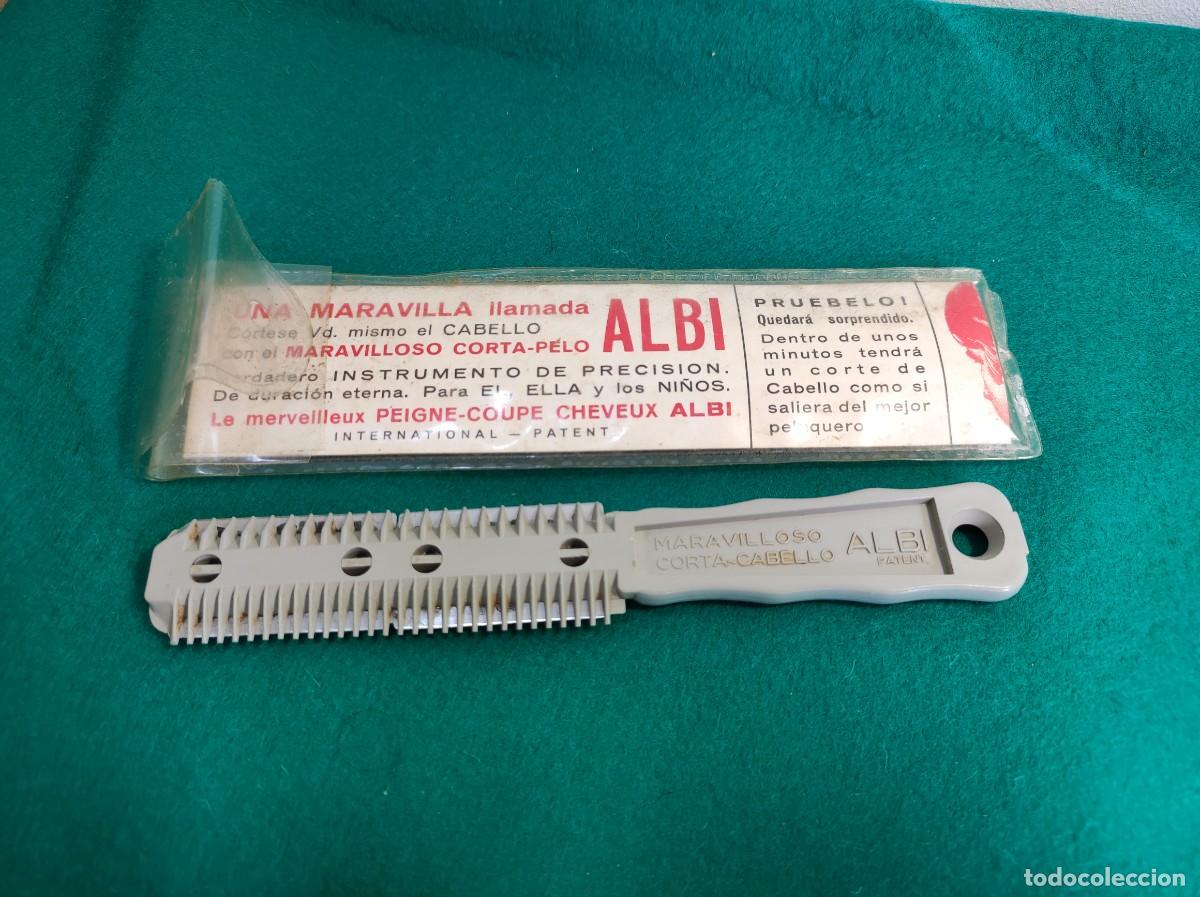 UNA MARAVILLA llamada
Córtese Vd. mismo el CABELLO
con el MARAVILLOSO CORTA-PELO
ALBI
verdadero INSTRUMENTO DE PRECISION.
De duración eterna. Para EL, ELLA y los NIÑOS.
Le merveilleux PEIGNE-COUPE CHEVEUX ALBI
INTERNATIONAL — PATENT
PRUEBELO!
Quedará sorprendido.
Dentro de unos
minutos tendrá
un corte de
Cabello como si
saliera del mejor
peluquero
MARAVILLOSO
CORTA-CABELLO
ALBI
PATENT.
todocoleccion